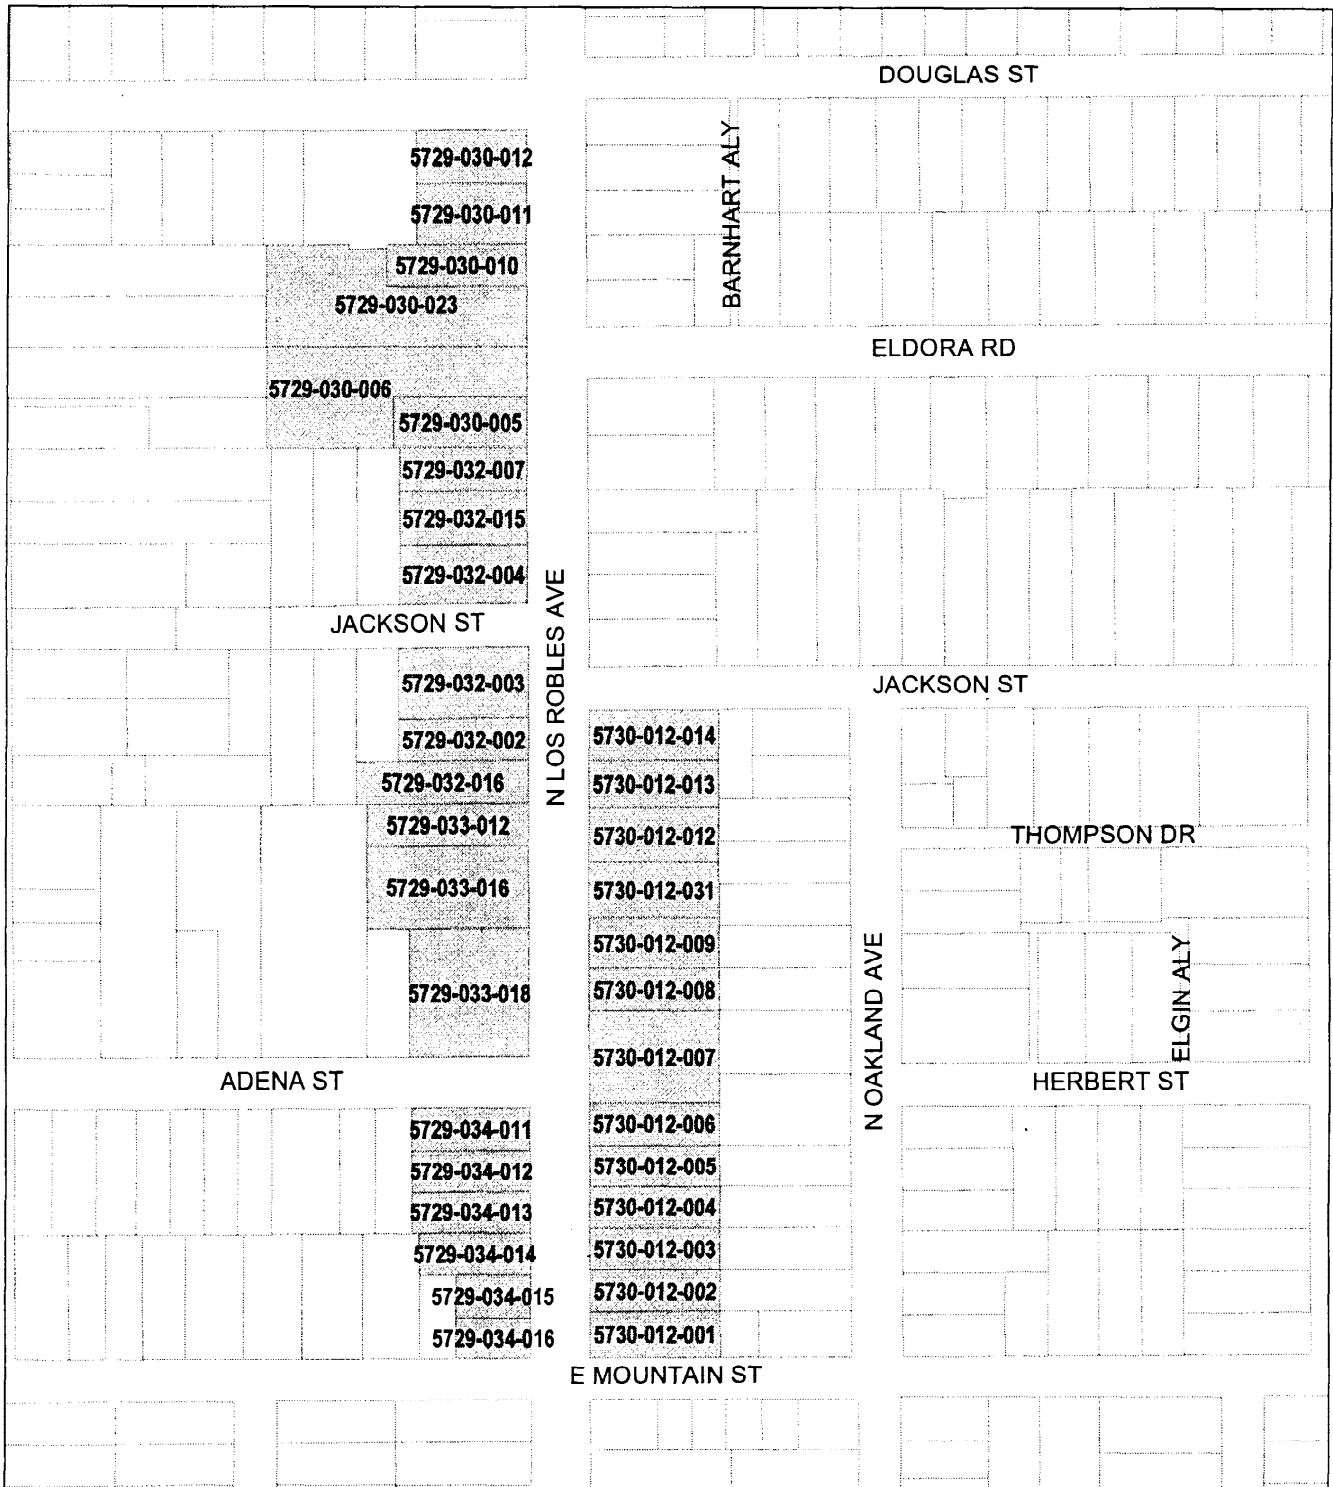 DOUGLAS ST
BARNHART ALY
5729-030-012
5729-030-011
5729-030-010
5729-030-023
ELDORA RD
5729-030-006
5729-030-005
5729-032-007
5729-032-015
5729-032-004
JACKSON ST
N LOS ROBLES AVE
5729-032-003
JACKSON ST
5729-032-002
5730-012-014
5729-032-016
5730-012-013
5729-033-012
5730-012-012
THOMPSON DR
5729-033-016
5730-012-031
5730-012-009
N OAKLAND AVE
ELGIN ALY
5729-033-018
5730-012-008
5730-012-007
ADENA ST
HERBERT ST
5729-034-011
5730-012-006
5729-034-012
5730-012-005
5729-034-013
5730-012-004
5729-034-014
5730-012-003
5729-034-015
5730-012-002
5729-034-016
5730-012-001
E MOUNTAIN ST